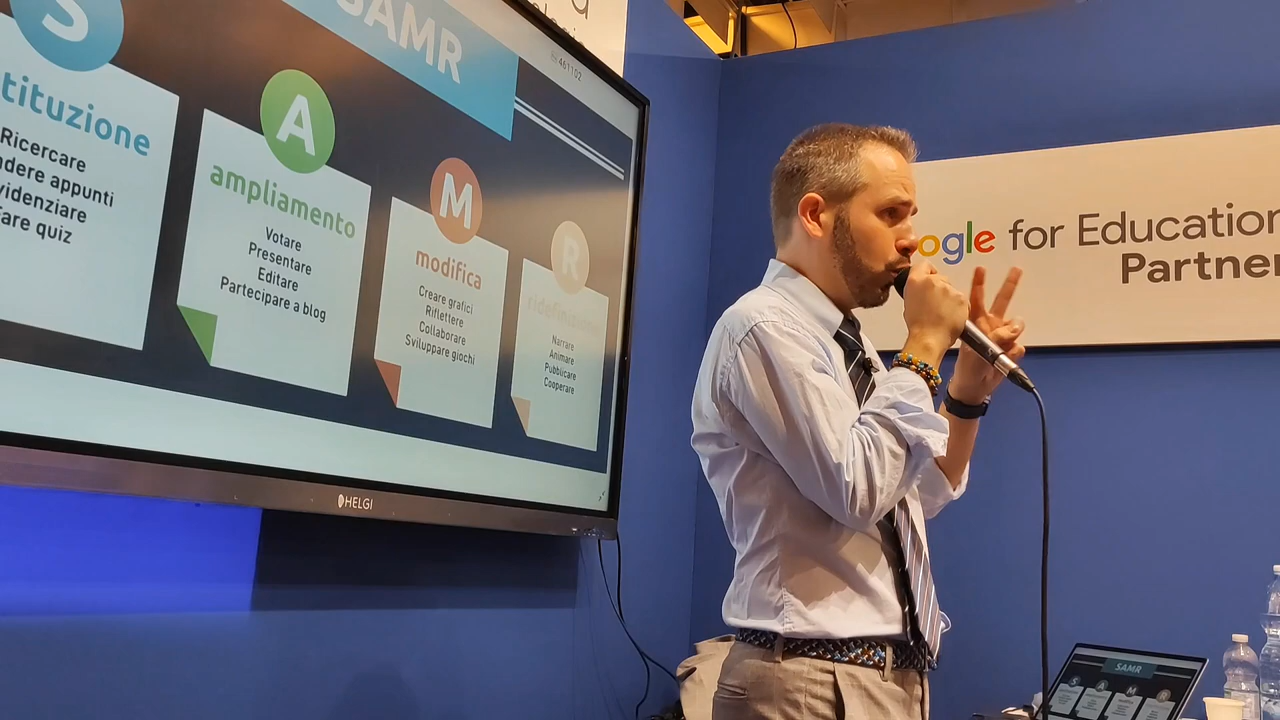 S
SAMR
461102
tituzione
Ricercare
ndere appunti
videnziare
are quiz
A
ampliamento
Votare
Presentare
Editare
Partecipare a blog
M
modifica
Creare grafici
Riflettere
Collaborare
Sviluppare giochi
R
ridefinizione
Narrare
Animare
Pubblicare
Cooperare
HELGI
ogle for Education
Partner
SAMR